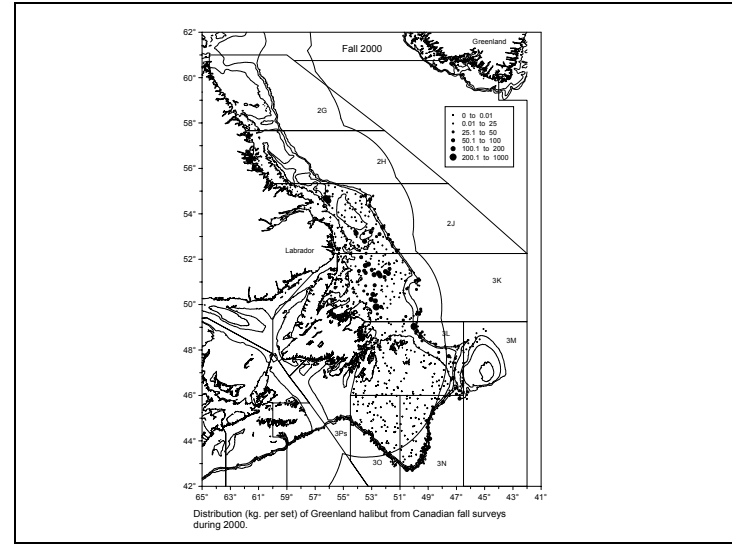 Fall 2000
Greenland
62°
60°
58°
56°
54°
52°
50°
48°
46°
44°
42°
2G
2H
2J
3K
3L
3M
3Ps
3O
3N
Labrador
0 to 0.01
0.01 to 25
25.1 to 50
50.1 to 100
100.1 to 200
200.1 to 1000
65° 63° 61° 59° 57° 55° 53° 51° 49° 47° 45° 43° 41°
Distribution (kg. per set) of Greenland halibut from Canadian fall surveys
during 2000.